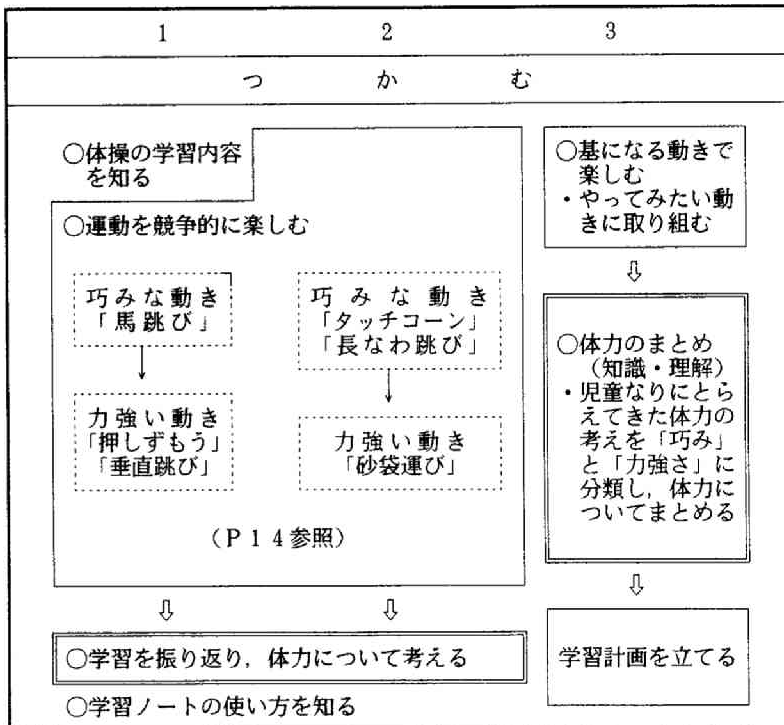 1 2 3
つかむ
○体操の学習内容
を知る
○運動を競争的に楽しむ
巧みな動き
「馬跳び」
力強い動き
「押しずもう」
「垂直跳び」
巧みな動き
「タッチコーン」
「長なわ跳び」
力強い動き
「砂袋運び」
(P14参照)
○学習を振り返り,体力について考える
○学習ノートの使い方を知る
○基になる動きで
楽しむ
・やってみたい動
きに取り組む
○体力のまとめ
(知識・理解)
・児童なりにとら
えてきた体力の
考えを「巧み」
と「力強さ」に
分類し,体力に
ついてまとめる
学習計画を立てる